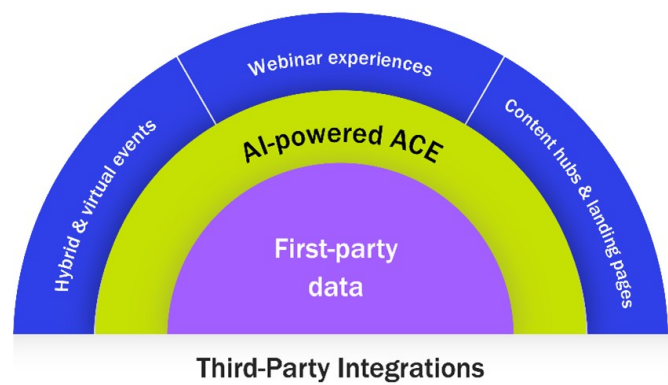 Webinar experiences
Hybrid & virtual events
Content hubs & landing pages
AI-powered ACE
First-party
data
Third-Party Integrations